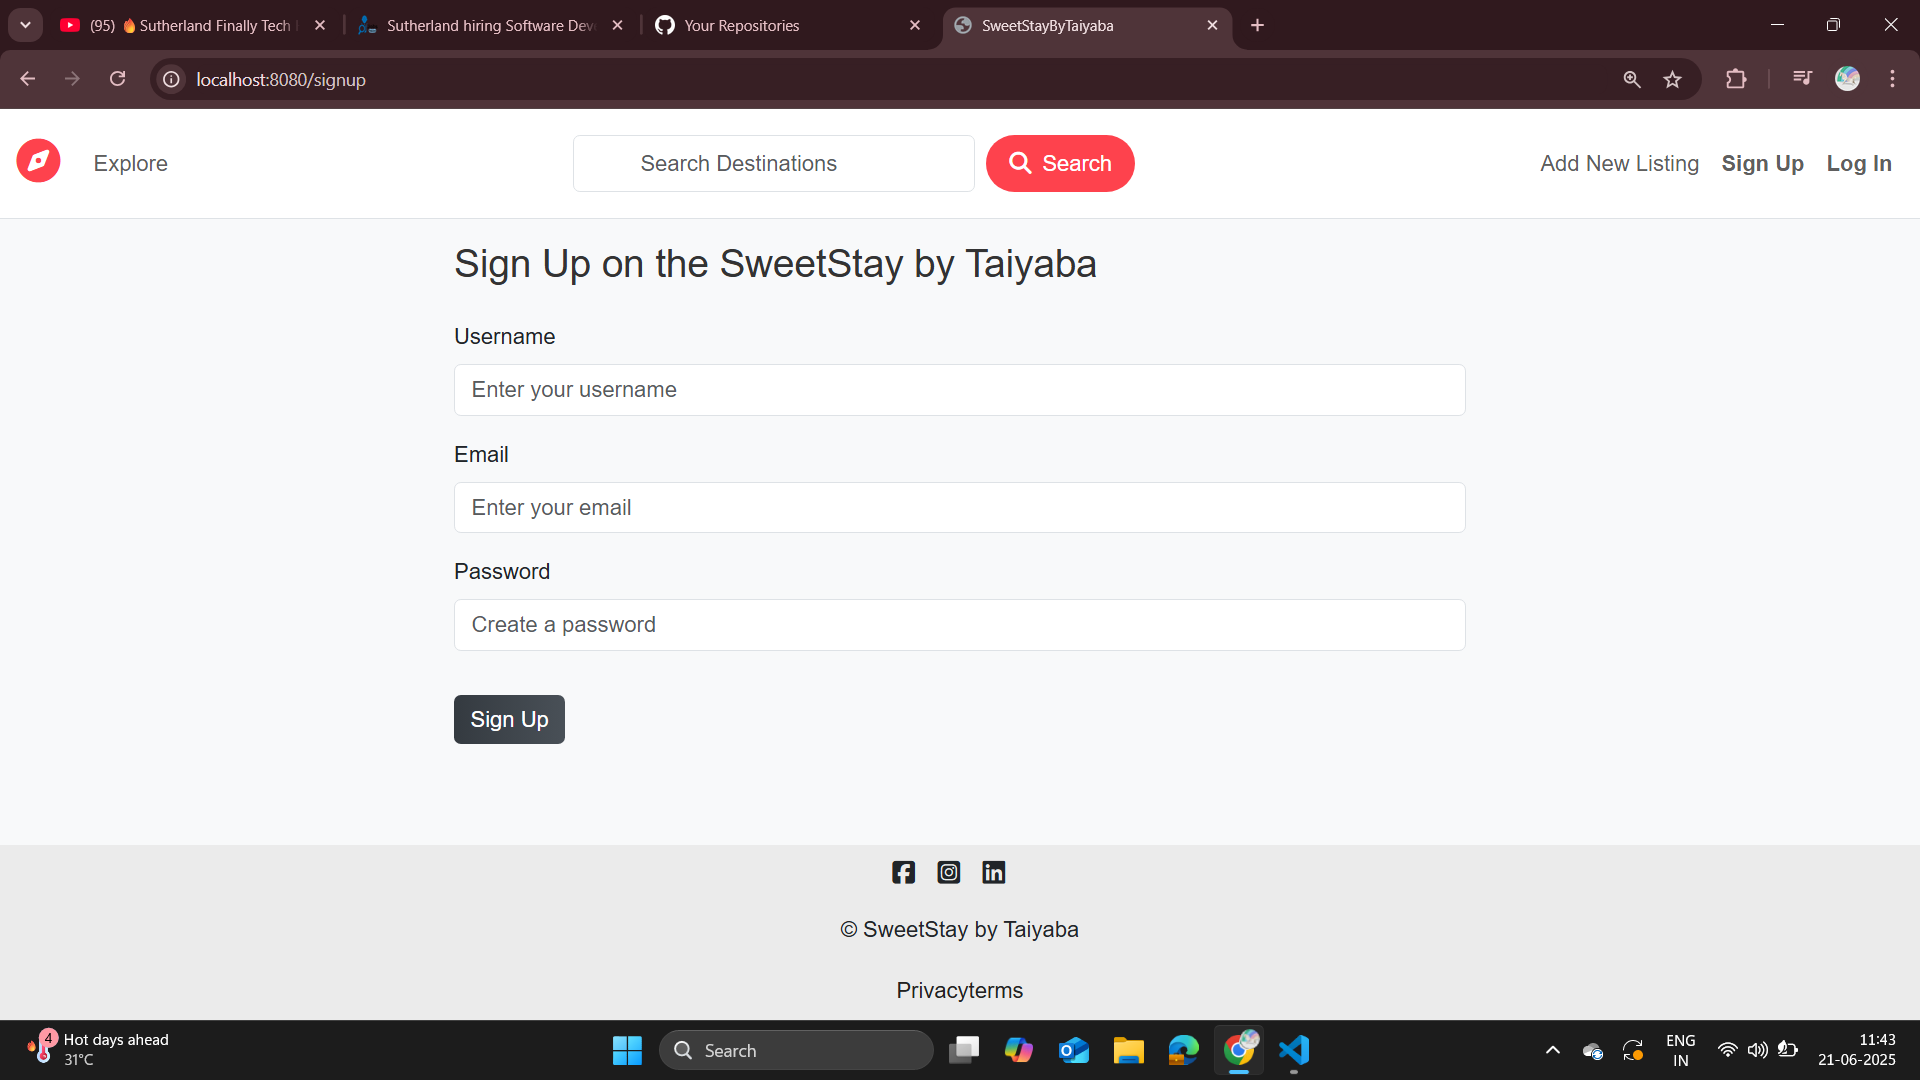 (95) 🔥Sutherland Finally Tech
Sutherland hiring Software Dev
Your Repositories
SweetStayByTaiyaba
localhost:8080/signup
Explore
Search Destinations
Search
Add New Listing
Sign Up
Log In
Sign Up on the SweetStay by Taiyaba
Username
Enter your username
Email
Enter your email
Password
Create a password
Sign Up
© SweetStay by Taiyaba
Privacyterms
4
Hot days ahead
31°C
Search
ENG
IN
11:43
21-06-2025